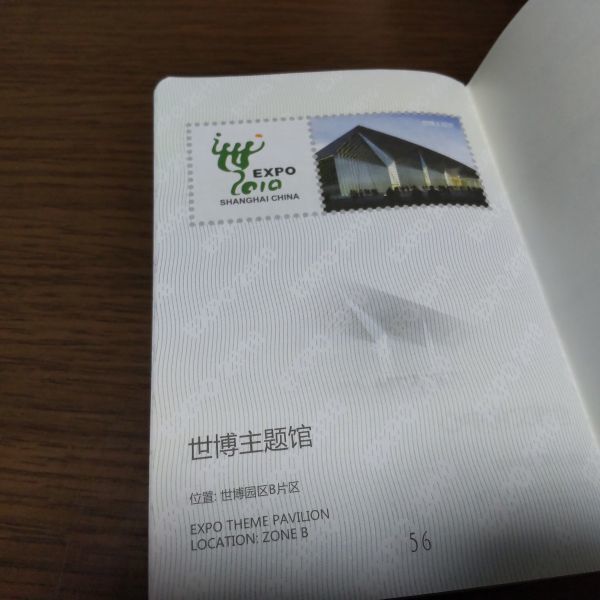 EXPO
2010
SHANGHAI CHINA
世博主题馆
位置: 世博园区B片区
EXPO THEME PAVILION
LOCATION: ZONE B
56